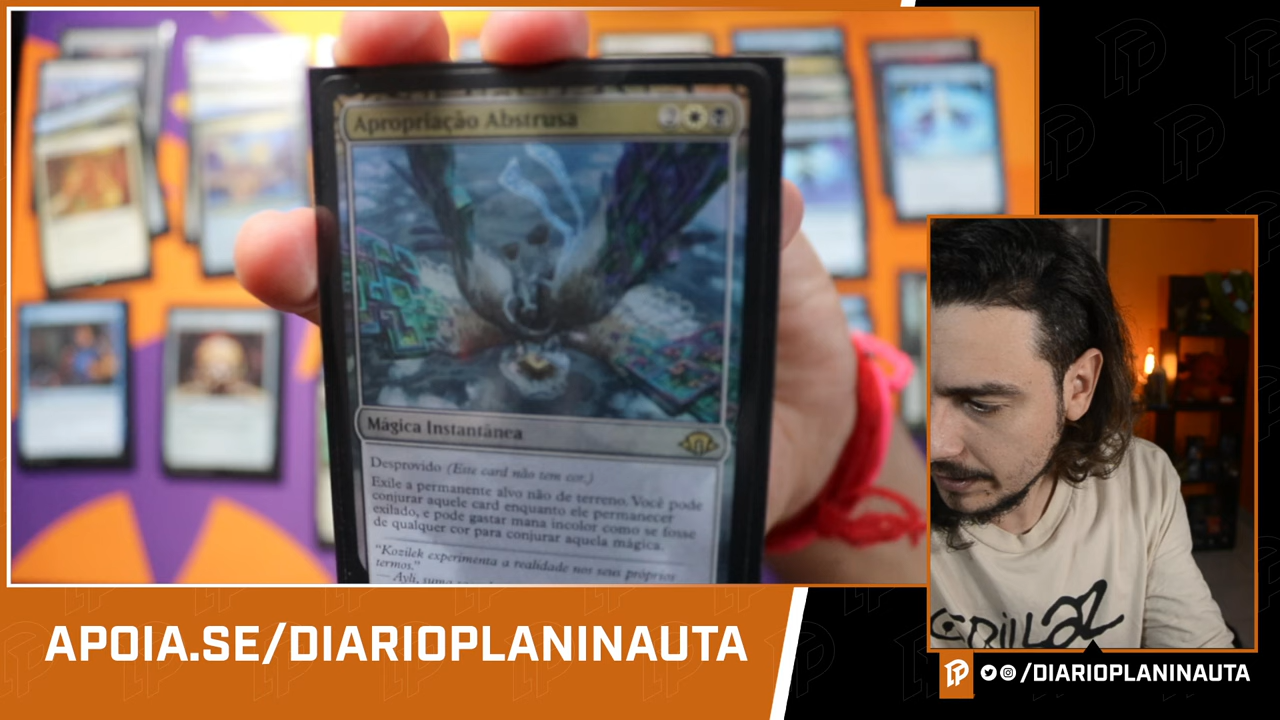 Apropriação Abstrusa
2
Mágica Instantânea
Desprovido (Este card não tem cor.)
Exile a permanente alvo não de terreno. Você pode
conjurar aquele card enquanto ele permanecer
exilado, e pode gastar mana incolor como se fosse
de qualquer cor para conjurar aquela mágica.
"Kozilek experimenta a realidade nos seus próprios
termos."
— Ayli,
APOIA.SE/DIARIOPLANINAUTA
/DIARIOPLANINAUTA